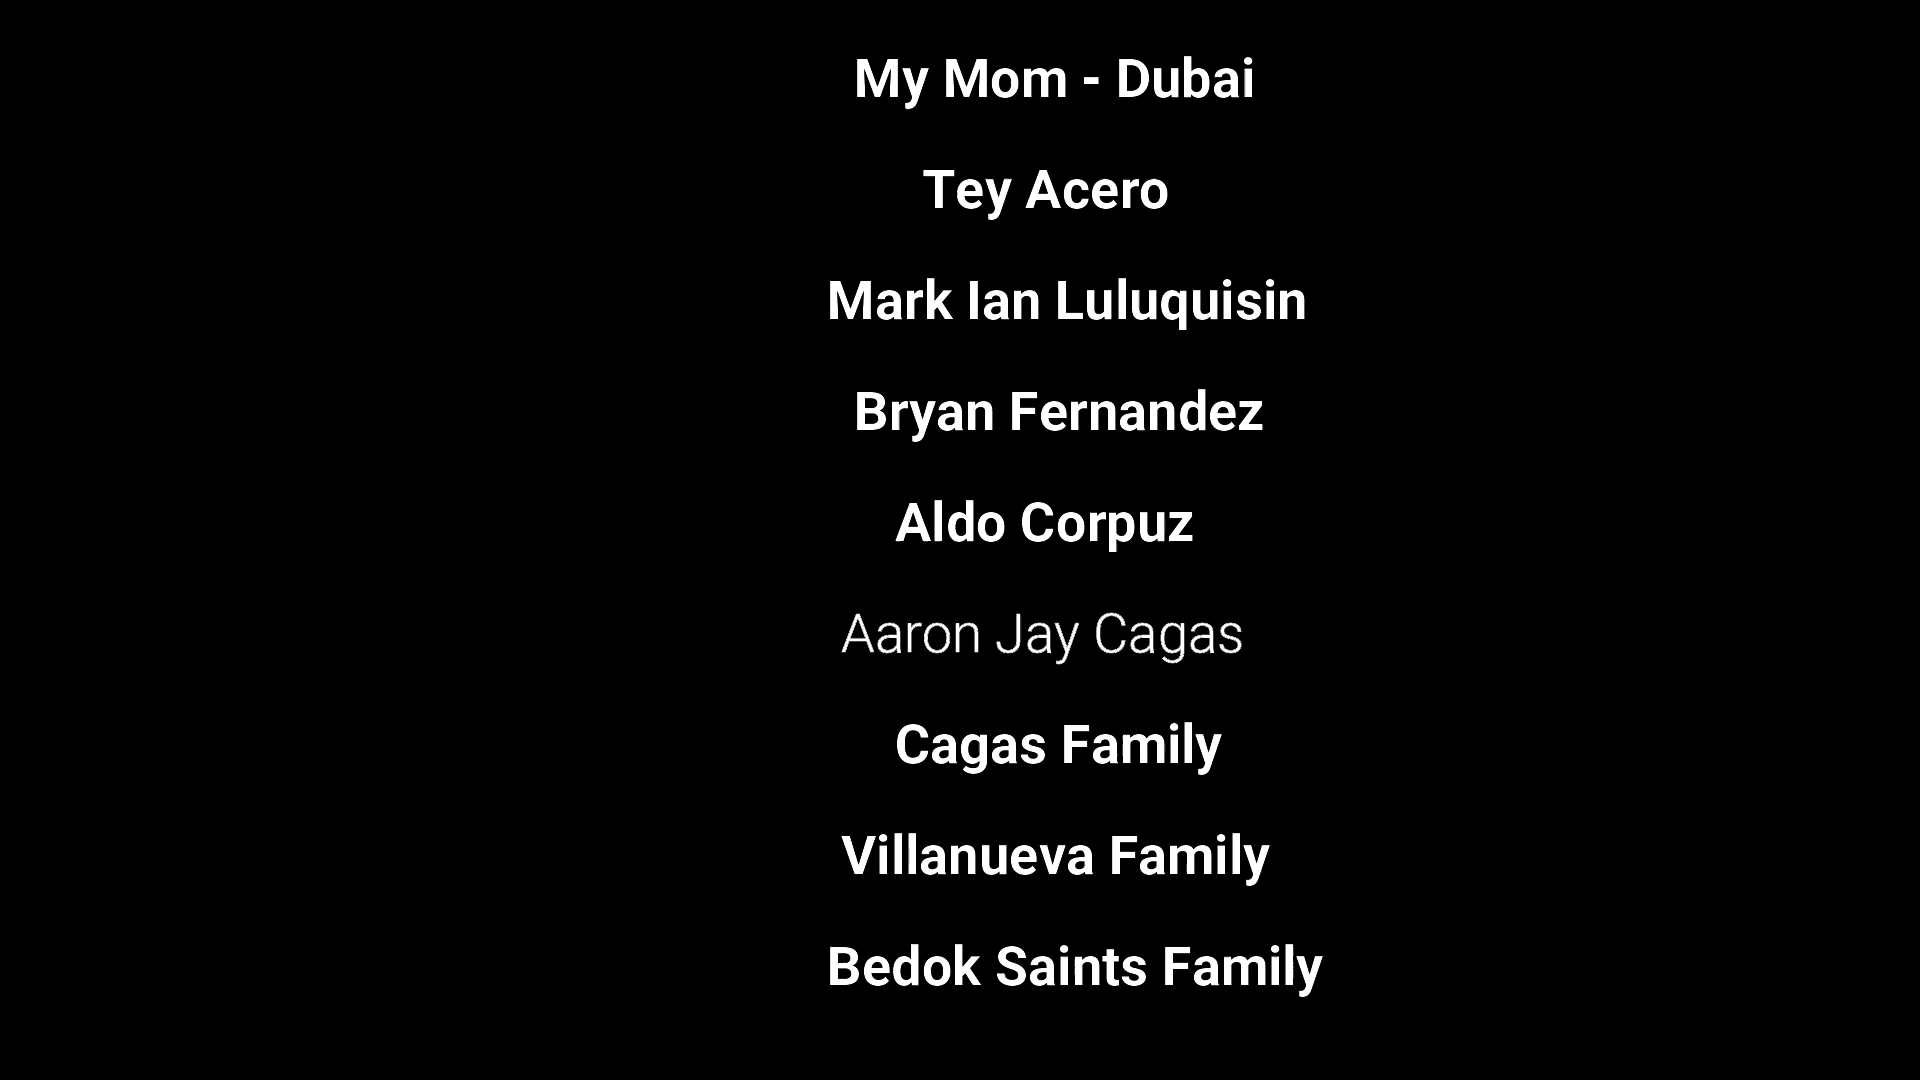 My Mom - Dubai
Tey Acero
Mark Ian Luluquisin
Bryan Fernandez
Aldo Corpuz
Aaron Jay Cagas
Cagas Family
Villanueva Family
Bedok Saints Family